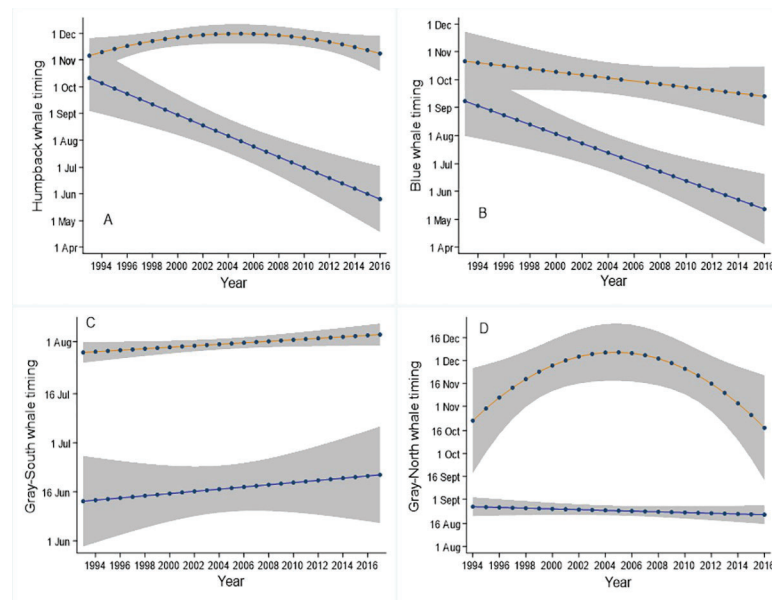 Humpback whale timing
1 Dec
1 Nov
1 Oct
1 Sept
1 Aug
1 Jul
1 Jun
1 May
1 Apr
A
1994 1996 1998 2000 2002 2004 2006 2008 2010 2012 2014 2016
Year
Blue whale timing
1 Dec
1 Nov
1 Oct
1 Sep
1 Aug
1 Jul
1 Jun
1 May
1 Apr
B
1994 1996 1998 2000 2002 2004 2006 2008 2010 2012 2014 2016
Year
Gray-South whale timing
C
1 Aug
16 Jul
1 Jul
16 Jun
1 Jun
1994 1996 1998 2000 2002 2004 2006 2008 2010 2012 2014 2016
Year
Gray-North whale timing
D
16 Dec
1 Dec
16 Nov
1 Nov
16 Oct
1 Oct
16 Sept
1 Sept
16 Aug
1 Aug
1994 1996 1998 2000 2002 2004 2006 2008 2010 2012 2014 2016
Year